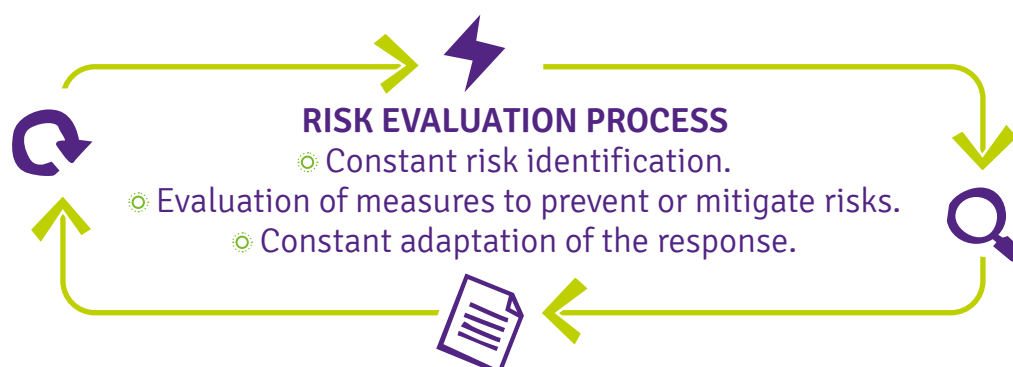 RISK EVALUATION PROCESS
Constant risk identification.
Evaluation of measures to prevent or mitigate risks.
Constant adaptation of the response.